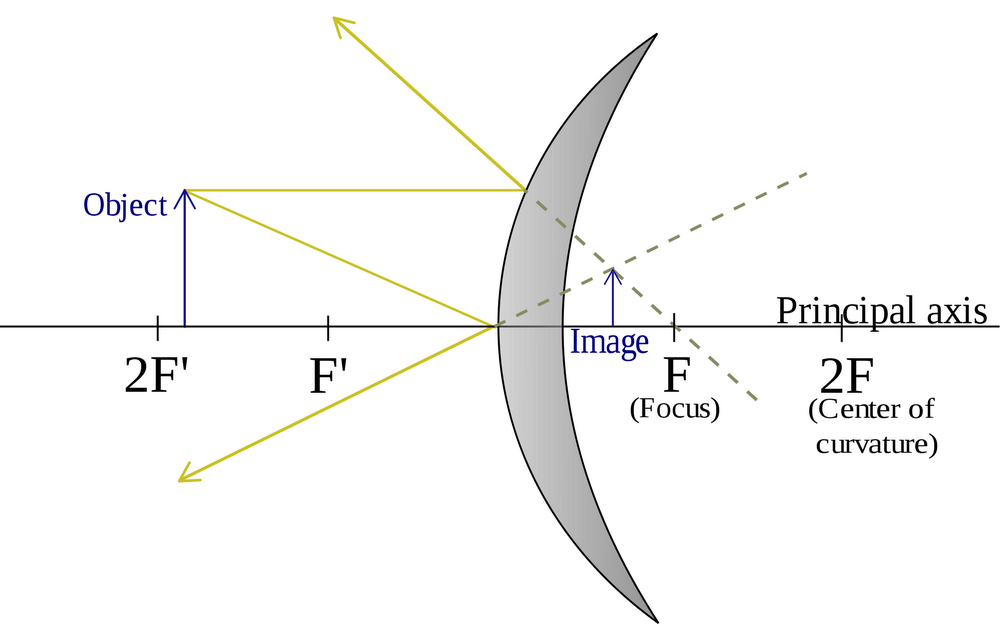 Object
Principal axis
Image
2F'
F'
F
2F
(Focus)
(Center of
curvature)